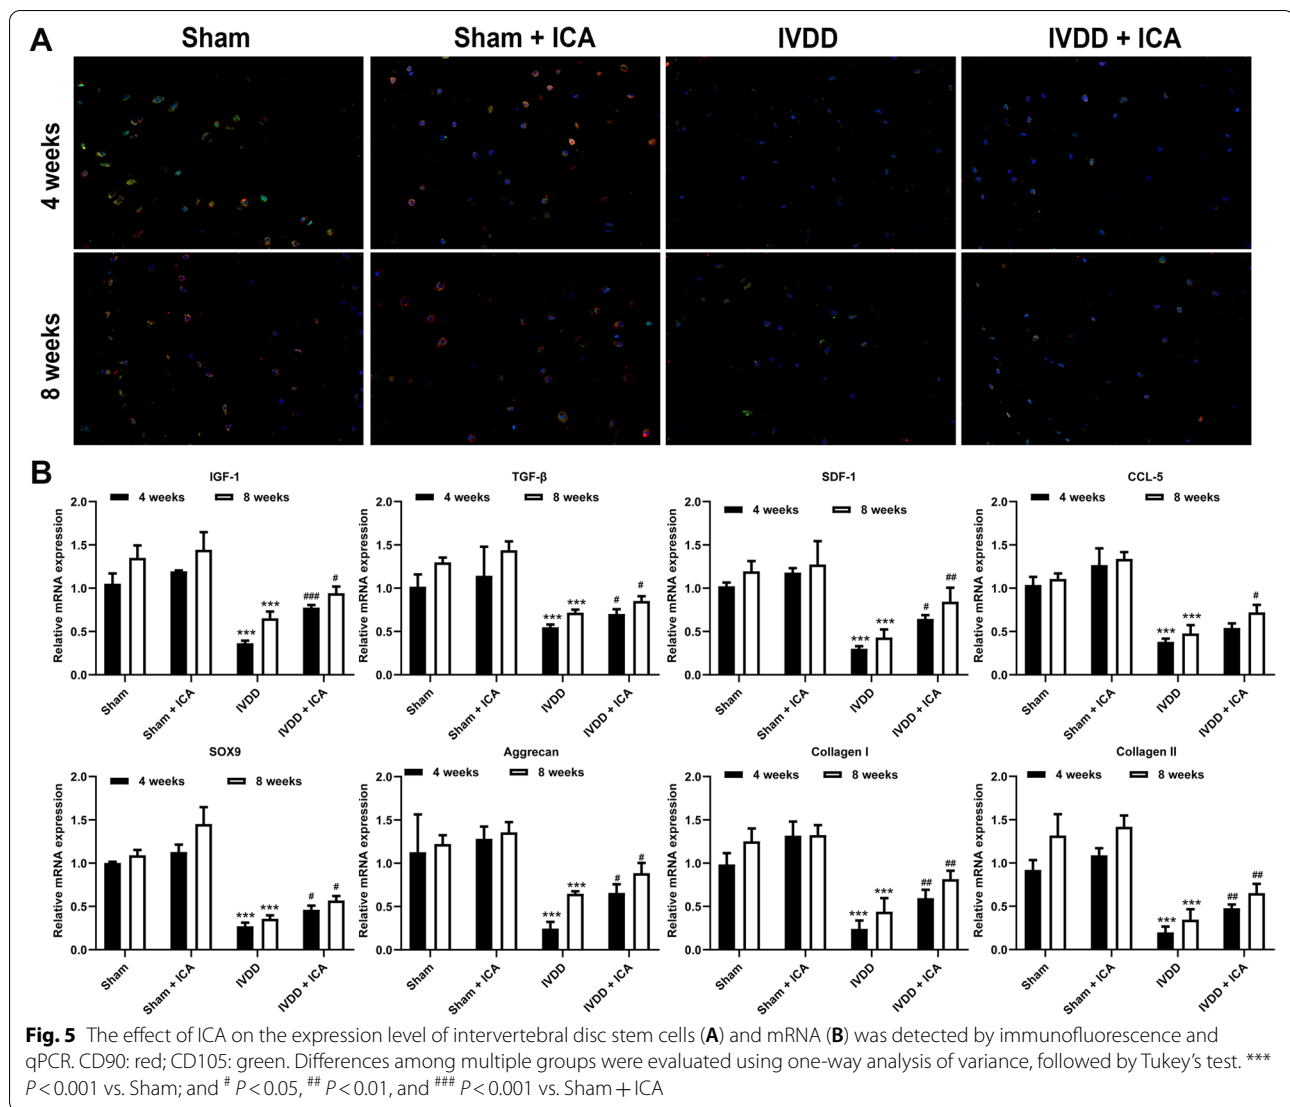 A
Sham
Sham + ICA
IVDD
IVDD + ICA
4 weeks
8 weeks
B
IGF-1
4 weeks
8 weeks
Relative mRNA expression
2.0
1.5
1.0
0.5
0.0
***
***
###
#
Sham
Sham + ICA
IVDD
IVDD + ICA
TGF-β
4 weeks
8 weeks
Relative mRNA expression
2.0
1.5
1.0
0.5
0.0
***
***
#
#
Sham
Sham + ICA
IVDD
IVDD + ICA
SDF-1
4 weeks
8 weeks
Relative mRNA expression
2.0
1.5
1.0
0.5
0.0
***
***
#
##
Sham
Sham + ICA
IVDD
IVDD + ICA
CCL-5
4 weeks
8 weeks
Relative mRNA expression
2.0
1.5
1.0
0.5
0.0
***
***
#
Sham
Sham + ICA
IVDD
IVDD + ICA
SOX9
4 weeks
8 weeks
Relative mRNA expression
2.0
1.5
1.0
0.5
0.0
***
***
#
#
Sham
Sham + ICA
IVDD
IVDD + ICA
Aggrecan
4 weeks
8 weeks
Relative mRNA expression
2.0
1.5
1.0
0.5
0.0
***
***
#
#
Sham
Sham + ICA
IVDD
IVDD + ICA
Collagen I
4 weeks
8 weeks
Relative mRNA expression
2.0
1.5
1.0
0.5
0.0
***
***
##
##
Sham
Sham + ICA
IVDD
IVDD + ICA
Collagen II
4 weeks
8 weeks
Relative mRNA expression
2.0
1.5
1.0
0.5
0.0
***
***
##
##
Sham
Sham + ICA
IVDD
IVDD + ICA
Fig. 5 The effect of ICA on the expression level of intervertebral disc stem cells (A) and mRNA (B) was detected by immunofluorescence and
qPCR. CD90: red; CD105: green. Differences among multiple groups were evaluated using one-way analysis of variance, followed by Tukey's test. ***
P < 0.001 vs. Sham; and # P < 0.05, ## P < 0.01, and ### P < 0.001 vs. Sham + ICA